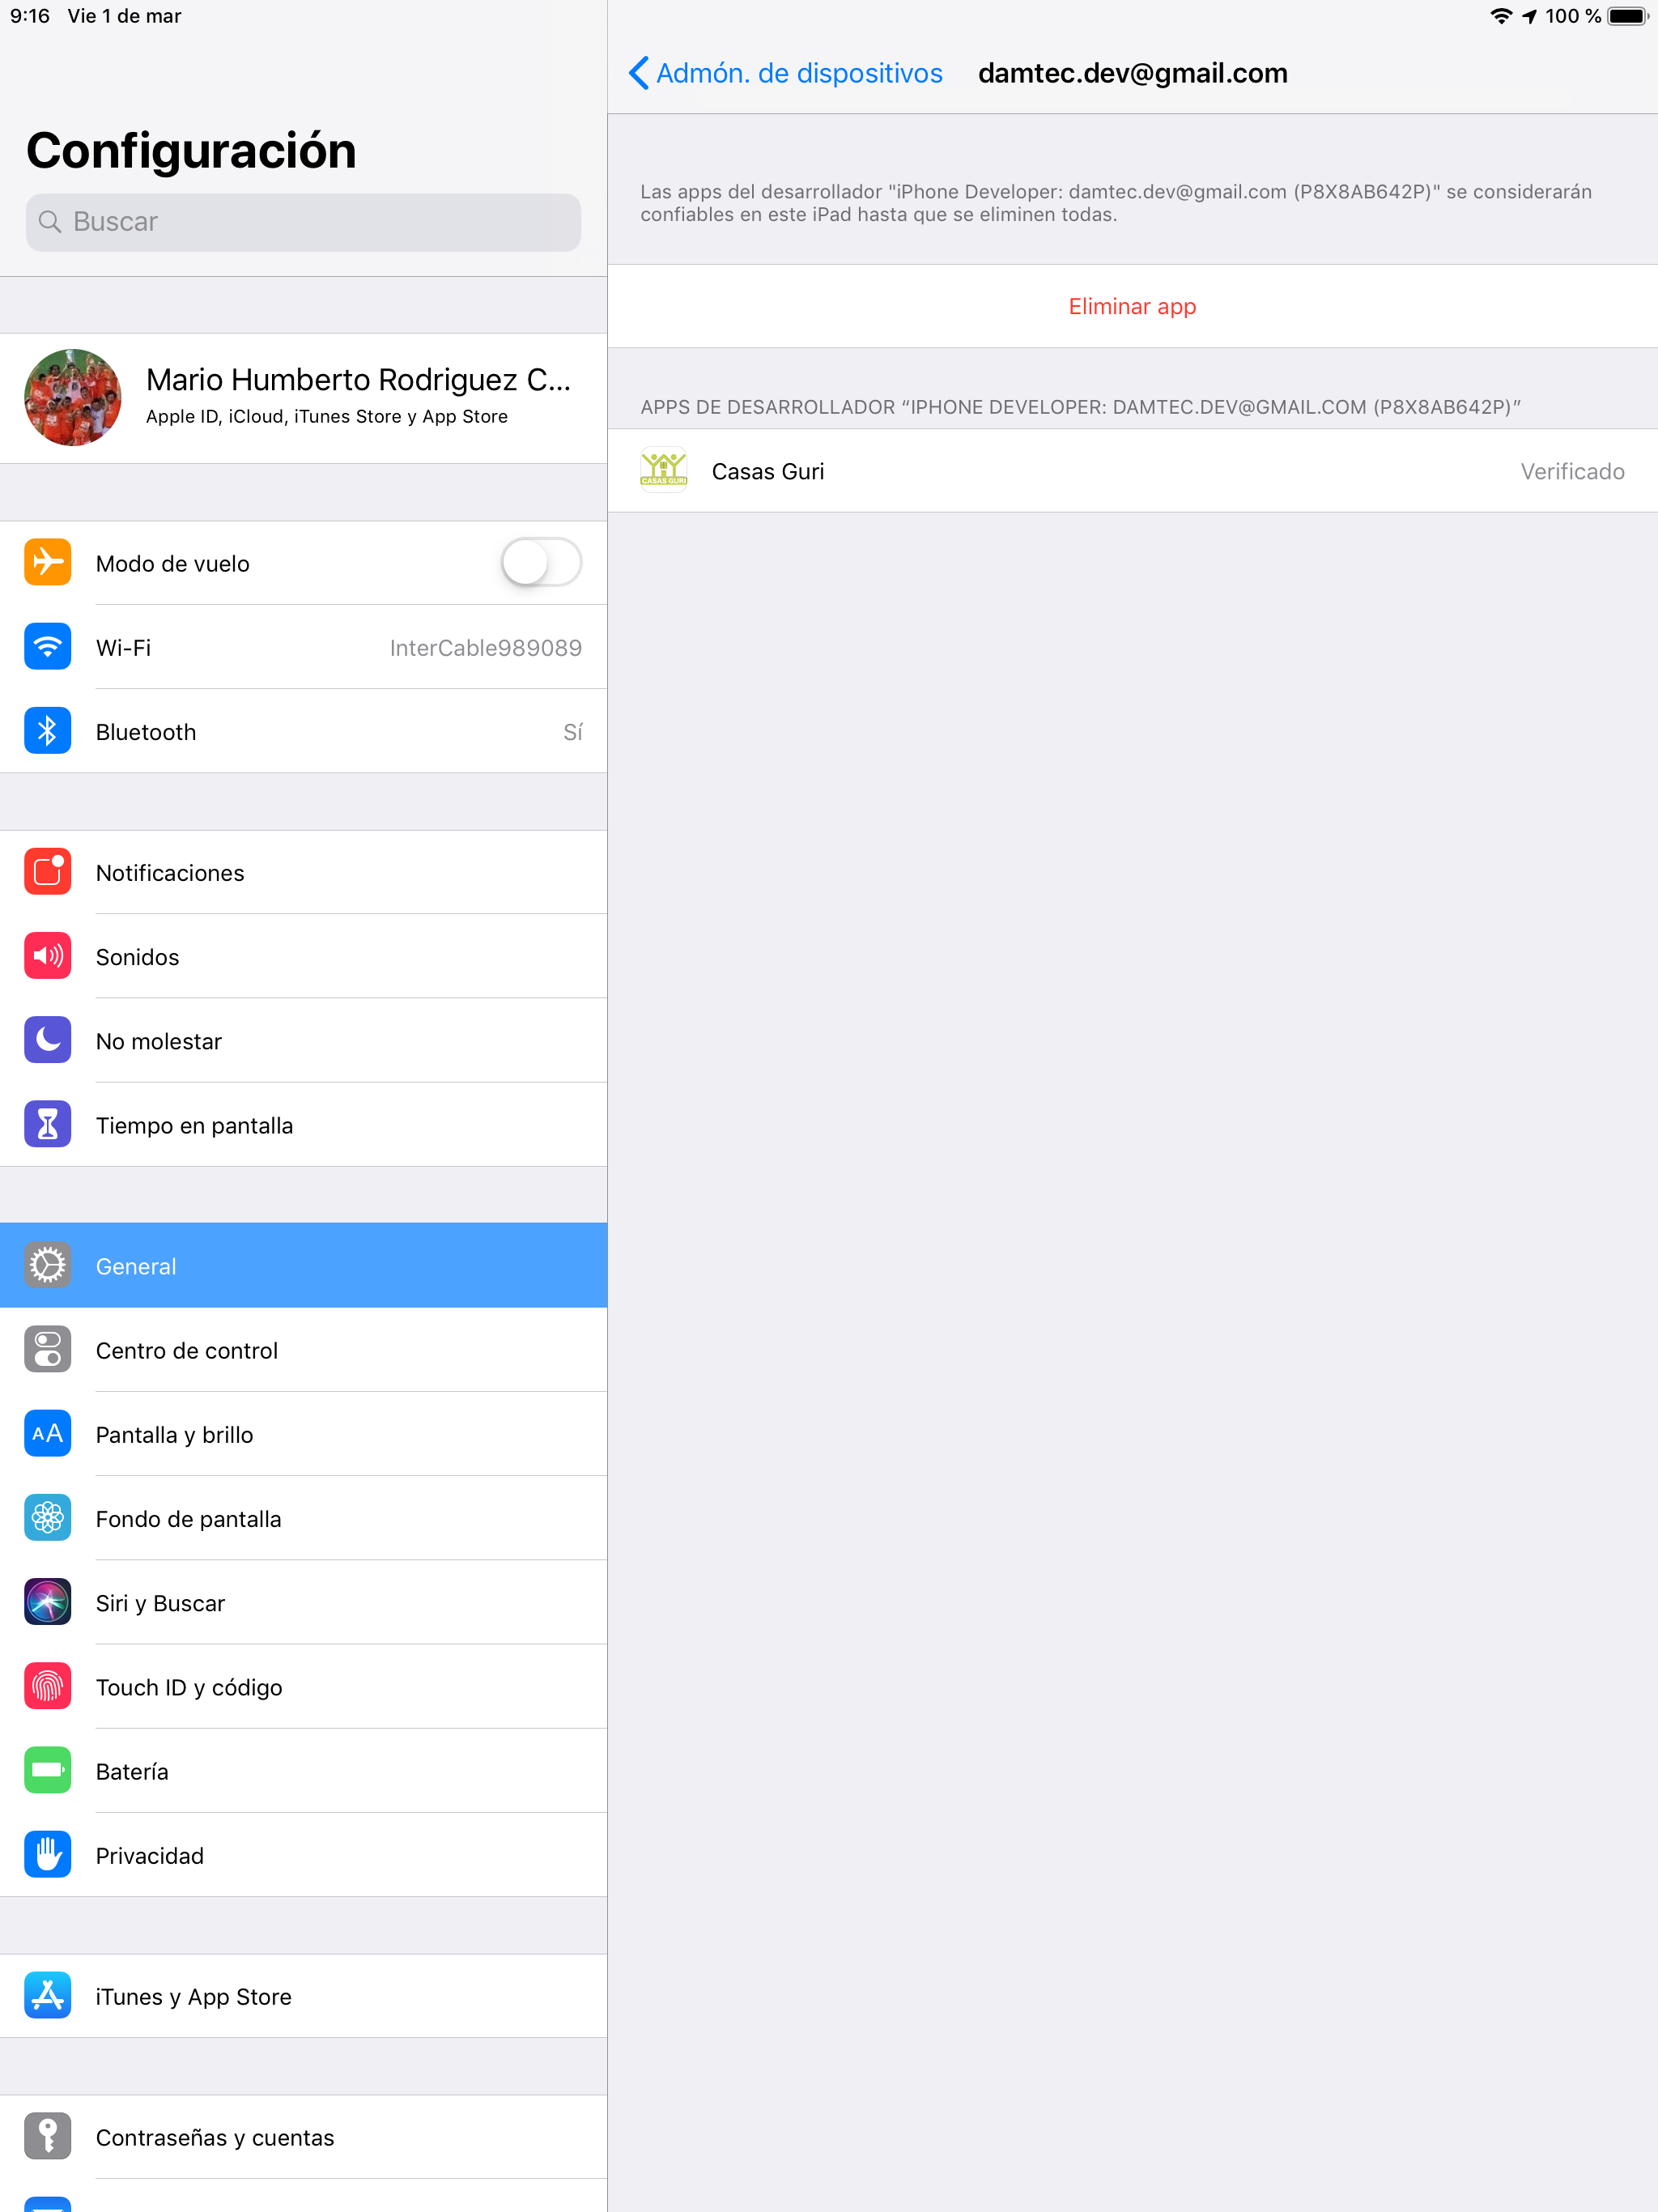 9:16 Vie 1 de mar
100 %
Configuración
Buscar
Mario Humberto Rodriguez C...
Apple ID, iCloud, iTunes Store y App Store
Modo de vuelo
Wi-Fi InterCable989089
Bluetooth Sí
Notificaciones
Sonidos
No molestar
Tiempo en pantalla
General
Centro de control
AA Pantalla y brillo
Fondo de pantalla
Siri y Buscar
Touch ID y código
Batería
Privacidad
iTunes y App Store
Contraseñas y cuentas
Admón. de dispositivos damtec.dev@gmail.com
Las apps del desarrollador "iPhone Developer: damtec.dev@gmail.com (P8X8AB642P)" se considerarán
confiables en este iPad hasta que se eliminen todas.
Eliminar app
APPS DE DESARROLLADOR “IPHONE DEVELOPER: DAMTEC.DEV@GMAIL.COM (P8X8AB642P)”
CASAS GURI
Casas Guri Verificado